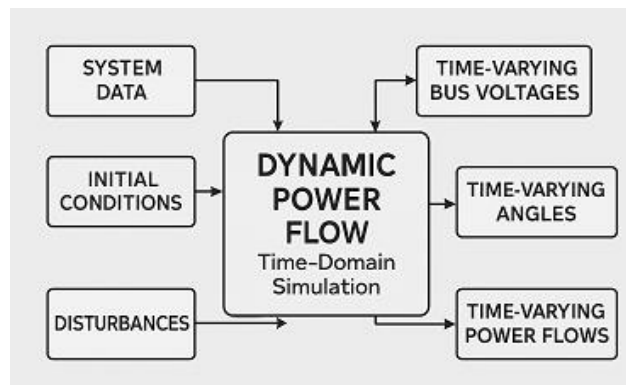 SYSTEM
DATA
INITIAL
CONDITIONS
DISTURBANCES
DYNAMIC
POWER
FLOW
Time-Domain
Simulation
TIME-VARYING
BUS VOLTAGES
TIME-VARYING
ANGLES
TIME-VARYING
POWER FLOWS